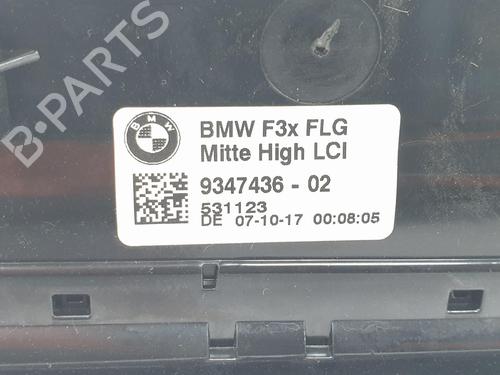 B-PARTS
BMW
BMW F3x FLG
Mitte High LCI
9347436 - 02
531123
DE 07-10-17 00:08:05